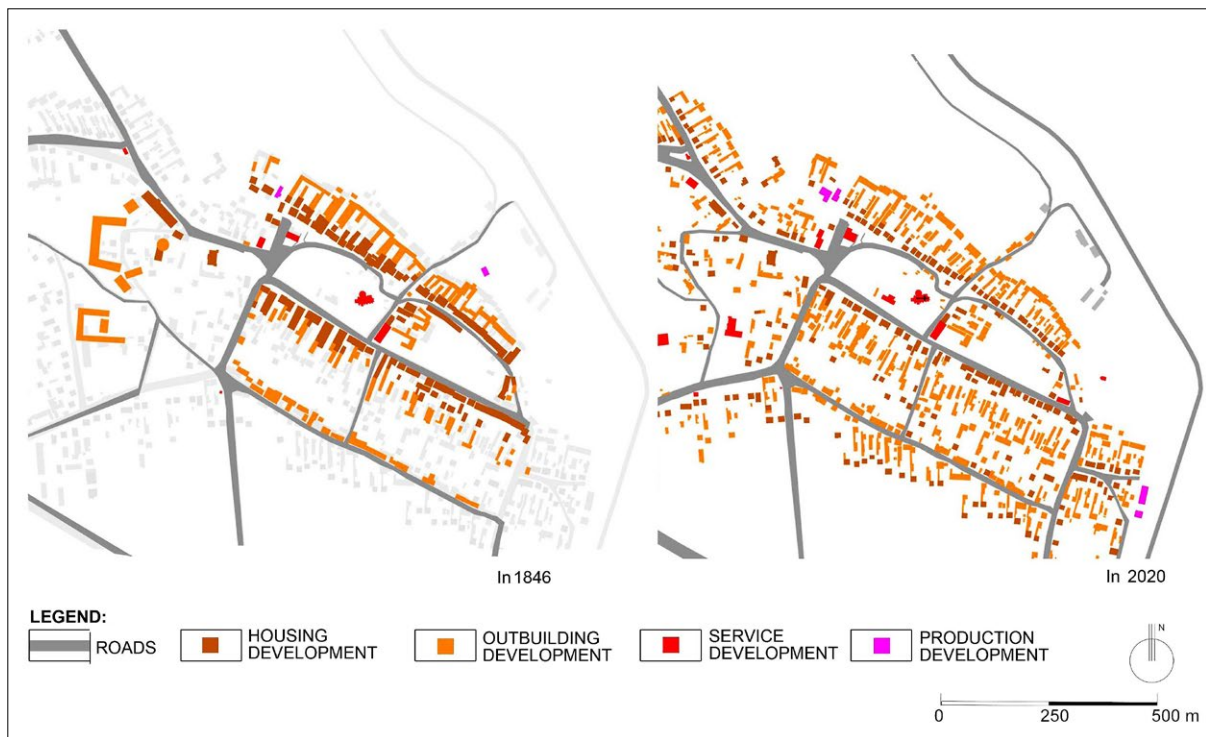 In 1846
In 2020
LEGEND:
ROADS
HOUSING
DEVELOPMENT
OUTBUILDING
DEVELOPMENT
SERVICE
DEVELOPMENT
PRODUCTION
DEVELOPMENT
N
0 250 500 m